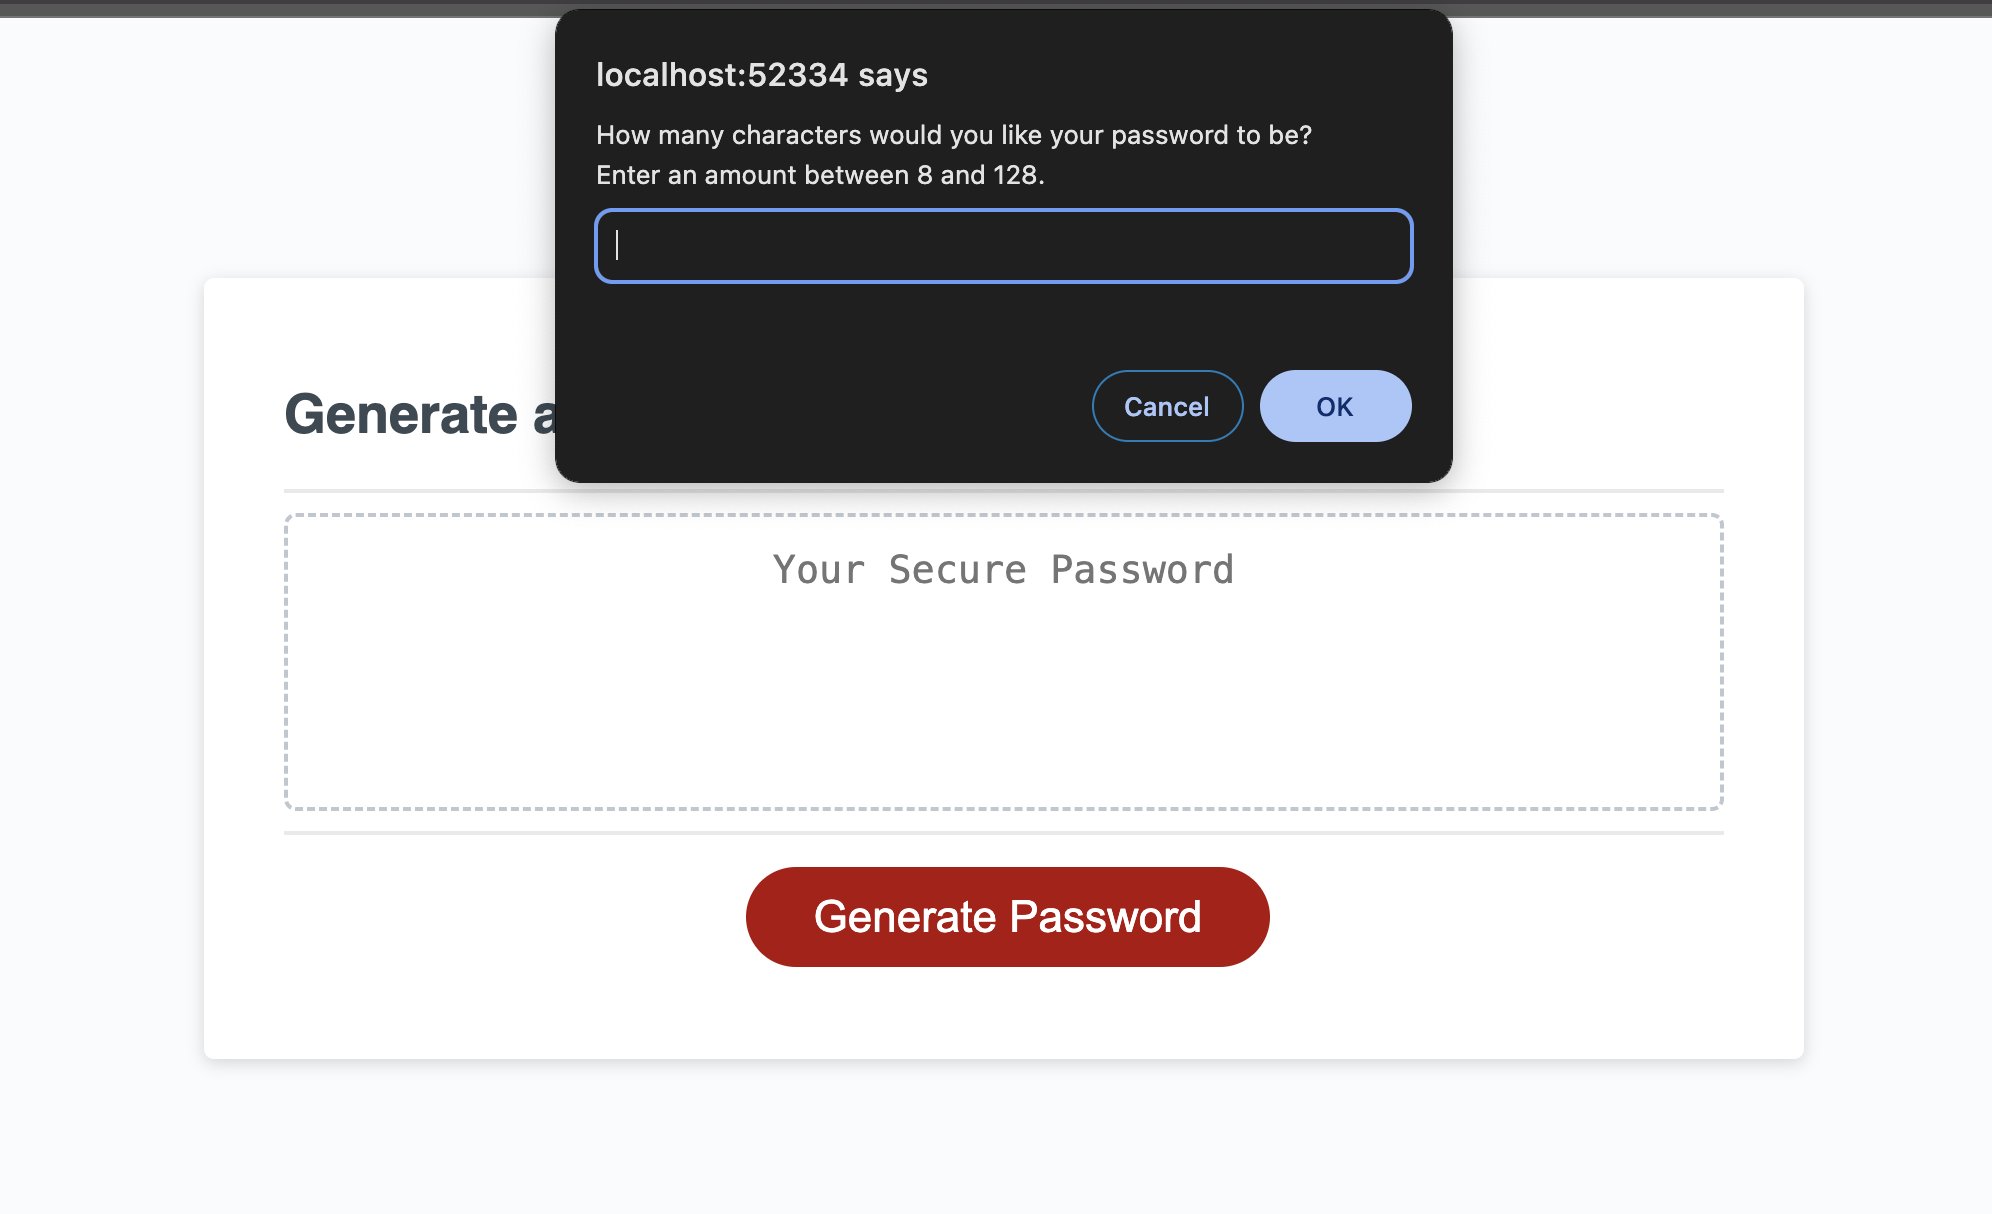 localhost:52334 says
How many characters would you like your password to be?
Enter an amount between 8 and 128.
Cancel
OK
Generate a
Your Secure Password
Generate Password